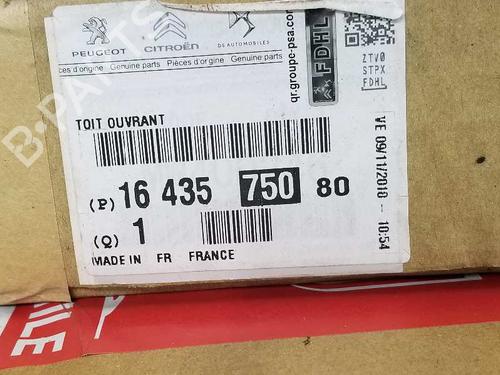 PEUGEOT CITROËN DS AUTOMOBILES
Pièces d'origine Genuine parts Pièces d'origine Genuine parts
qr.groupe-psa.com
FDHL
ZTV0
STPX
FDHL
TOIT OUVRANT
(P) 16 435 750 80
(Q) 1
MADE IN FR FRANCE
VE 09/11/2018 - 10:54
B-PARTS